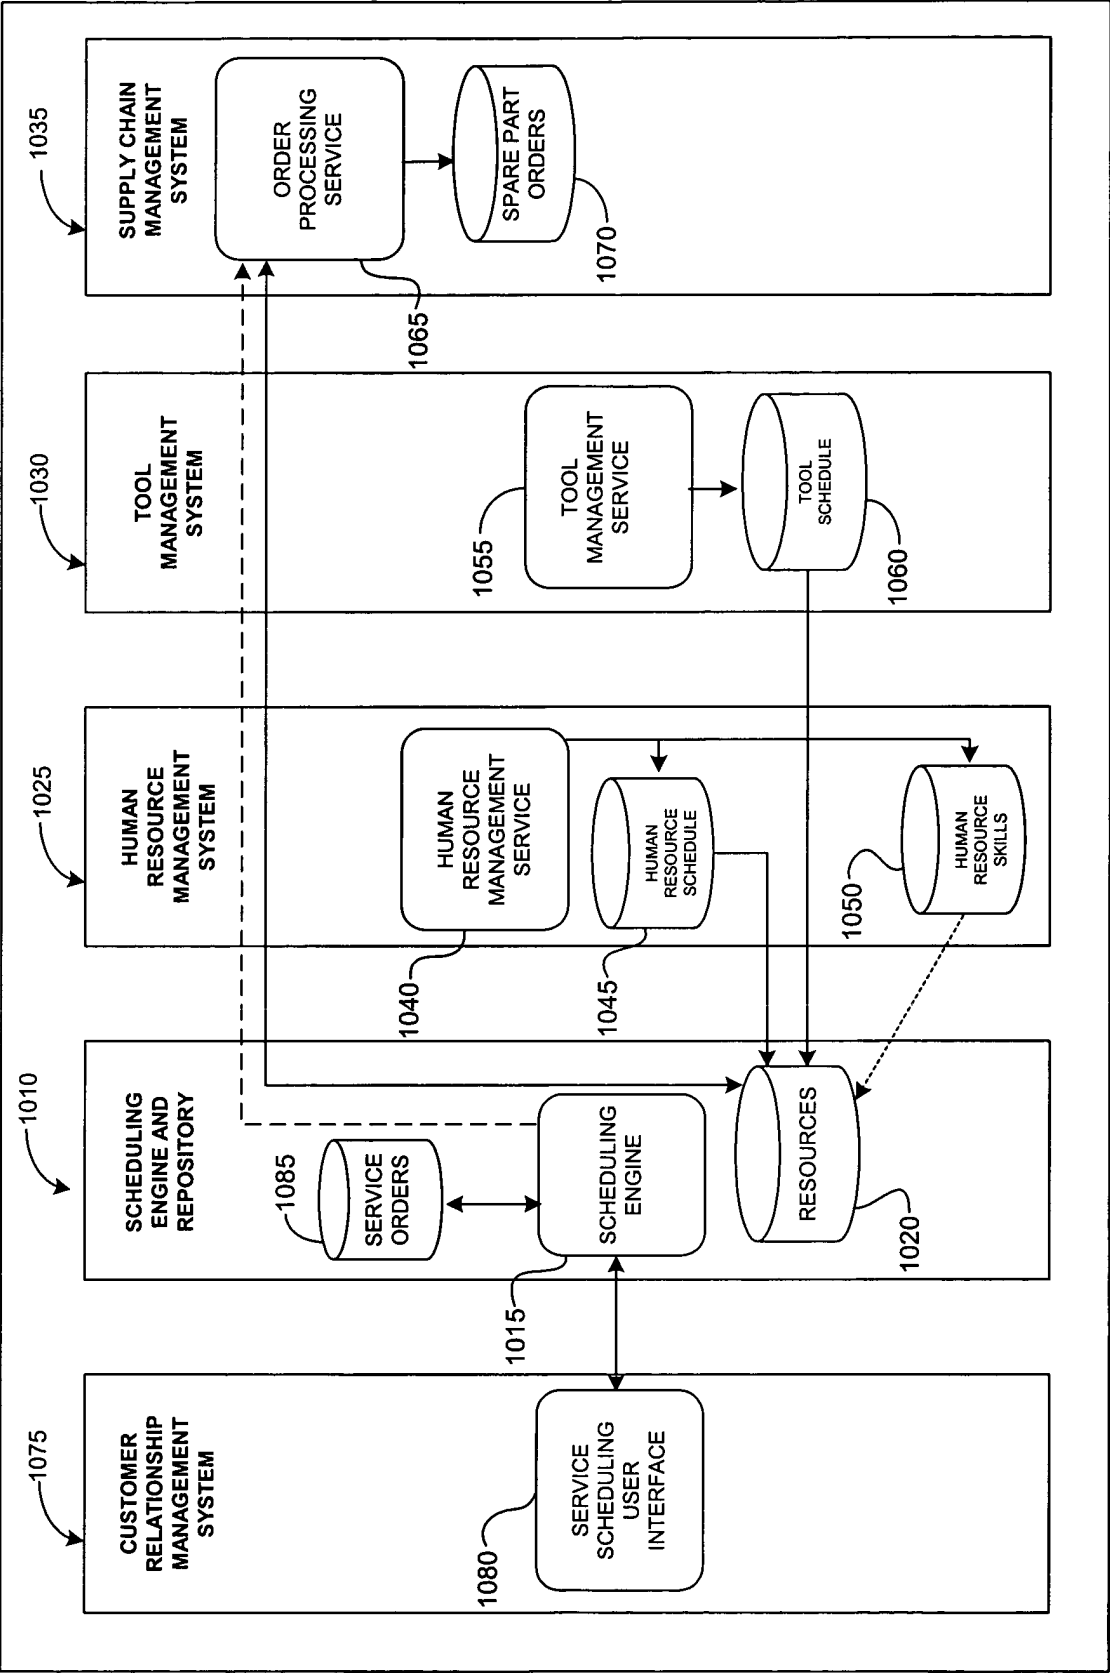 1075
CUSTOMER
RELATIONSHIP
MANAGEMENT
SYSTEM
1080
SERVICE
SCHEDULING
USER
INTERFACE
1010
SCHEDULING
ENGINE AND
REPOSITORY
1085
SERVICE
ORDERS
1015
SCHEDULING
ENGINE
RESOURCES
1020
1025
HUMAN
RESOURCE
MANAGEMENT
SYSTEM
1040
HUMAN
RESOURCE
MANAGEMENT
SERVICE
1045
HUMAN
RESOURCE
SCHEDULE
1050
HUMAN
RESOURCE
SKILLS
1030
TOOL
MANAGEMENT
SYSTEM
1055
TOOL
MANAGEMENT
SERVICE
TOOL
SCHEDULE
1060
1035
SUPPLY CHAIN
MANAGEMENT
SYSTEM
ORDER
PROCESSING
SERVICE
1065
SPARE PART
ORDERS
1070